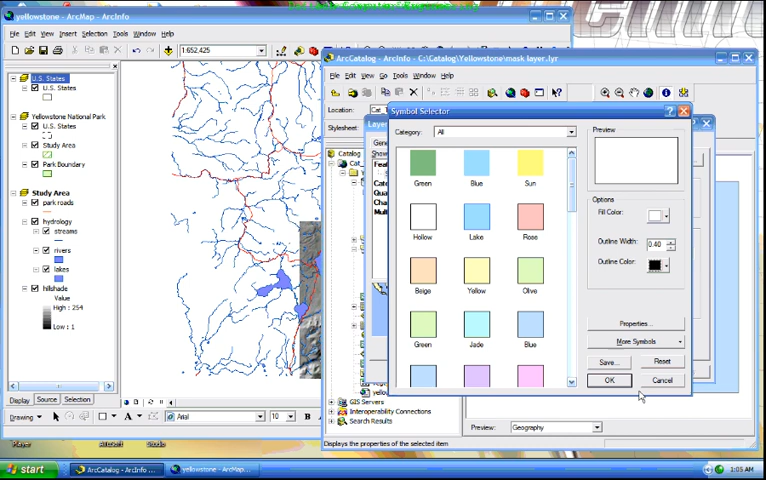 yellowstone - ArcMap - ArcInfo
File Edit View Insert Selection Tools Window Help
1:652,425
U.S. States
U.S. States
Yellowstone National Park
U.S. States
Study Area
Park Boundary
Study Area
park roads
hydrology
streams
rivers
lakes
hillshade
Value
High : 254
Low : 1
Display Source Selection
Drawing
A Arial 10 B
ArcCatalog - ArcInfo - C:\Catalog\Yellowstone\mask layer.lyr
File Edit View Go Tools Window Help
Location: Cat_
Stylesheet:
Catalog
GIS Servers
Interoperability Connections
Search Results
Preview: Geography
Displays the properties of the selected item
Symbol Selector
Category: All
Green Blue Sun
Hollow Lake Rose
Beige Yellow Olive
Green Jade Blue
Preview
Options
Fill Color:
Outline Width: 0.40
Outline Color:
Properties...
More Symbols
Save... Reset
OK Cancel
Player Aircraft Studio
start
ArcCatalog - ArcInfo ...
yellowstone - ArcMap...
1:05 AM